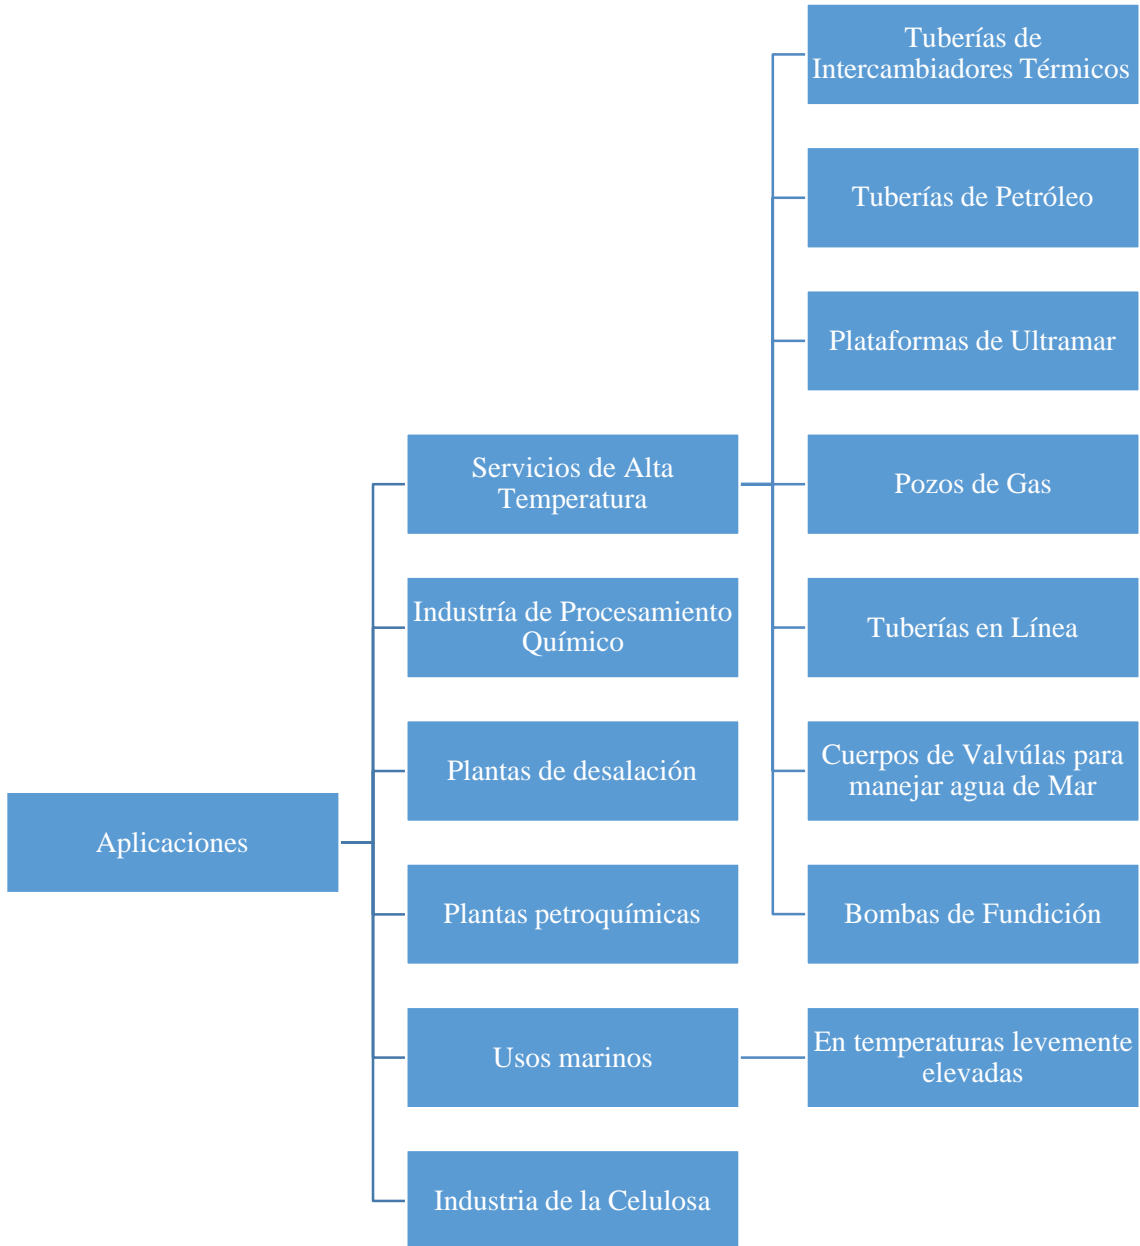 Aplicaciones
Servicios de Alta
Temperatura
Tuberías de
Intercambiadores Térmicos
Tuberías de Petróleo
Plataformas de Ultramar
Pozos de Gas
Tuberías en Línea
Cuerpos de Valvúlas para
manejar agua de Mar
Bombas de Fundición
Industría de Procesamiento
Químico
Plantas de desalación
Plantas petroquímicas
Usos marinos
En temperaturas levemente
elevadas
Industria de la Celulosa